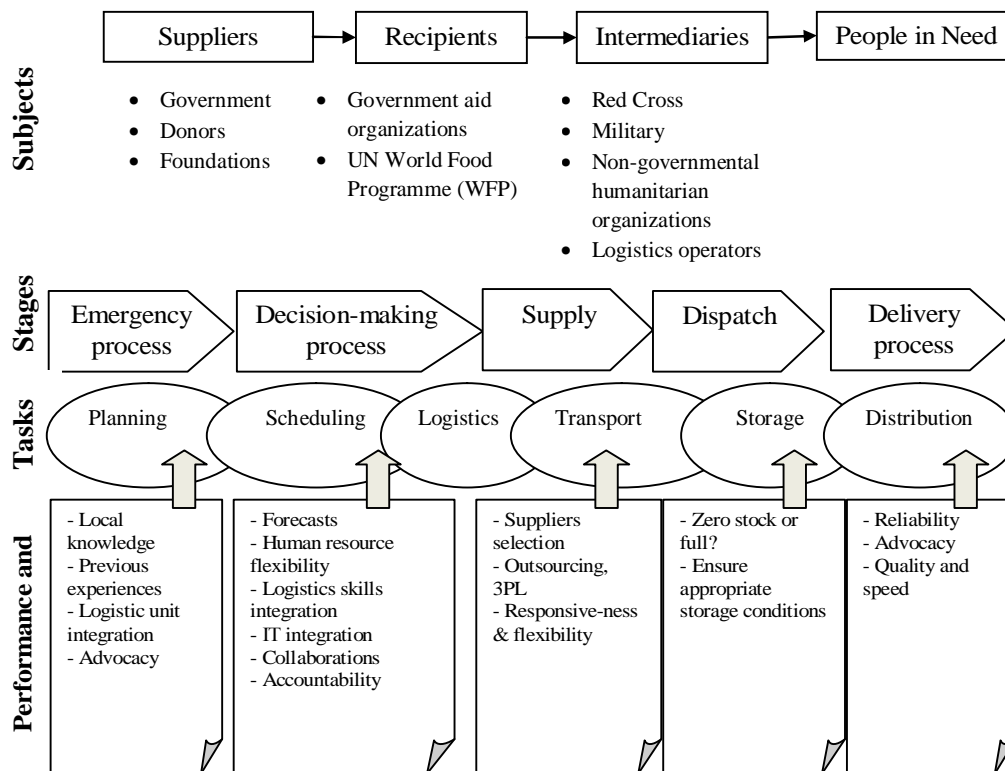 Suppliers
Recipients
Intermediaries
People in Need
Subjects
• Government
• Donors
• Foundations
• Government aid
organizations
• UN World Food
Programme (WFP)
• Red Cross
• Military
• Non-governmental
humanitarian
organizations
• Logistics operators
Stages
Emergency
process
Decision-making
process
Supply
Dispatch
Delivery
process
Tasks
Planning
Scheduling
Logistics
Transport
Storage
Distribution
Performance and
- Local
knowledge
- Previous
experiences
- Logistic unit
integration
- Advocacy
- Forecasts
- Human resource
flexibility
- Logistics skills
integration
- IT integration
- Collaborations
- Accountability
- Suppliers
selection
- Outsourcing,
3PL
- Responsive-ness
& flexibility
- Zero stock or
full?
- Ensure
appropriate
storage conditions
- Reliability
- Advocacy
- Quality and
speed